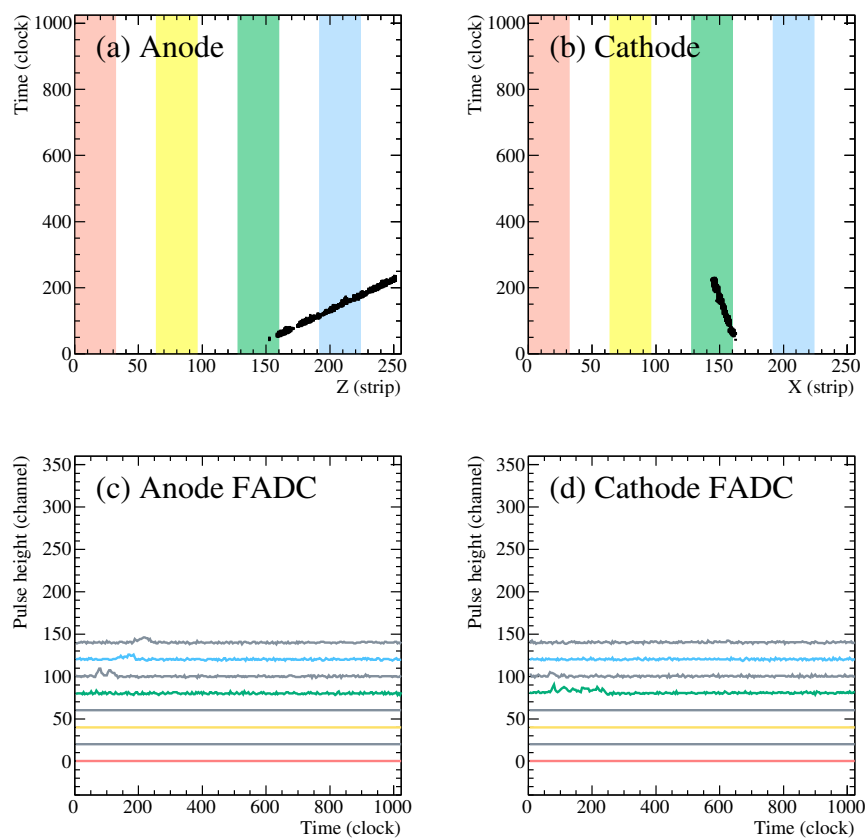 (a) Anode
Time (clock)
1000
800
600
400
200
0
0 50 100 150 200 250
Z (strip)
(b) Cathode
Time (clock)
1000
800
600
400
200
0
0 50 100 150 200 250
X (strip)
(c) Anode FADC
Pulse height (channel)
350
300
250
200
150
100
50
0
0 200 400 600 800 1000
Time (clock)
(d) Cathode FADC
Pulse height (channel)
350
300
250
200
150
100
50
0
0 200 400 600 800 1000
Time (clock)